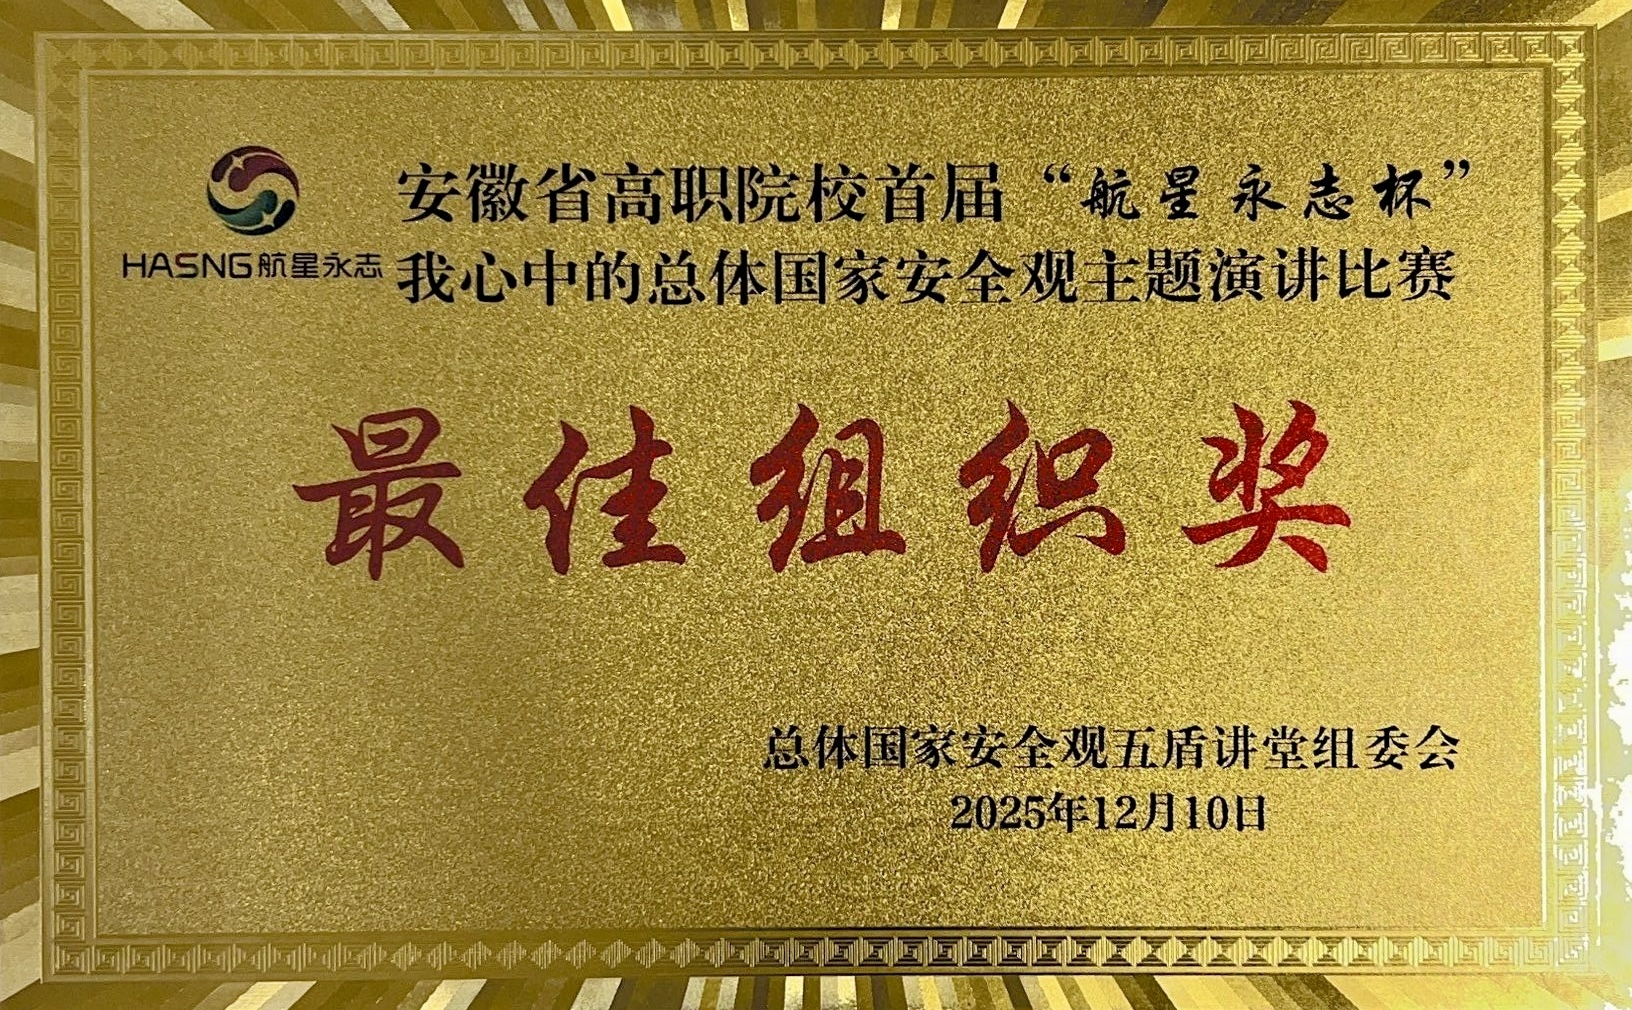 安徽省高职院校首届“航星永志杯”
HASNG航星永志
我心中的总体国家安全观主题演讲比赛
最佳组织奖
总体国家安全观五盾讲堂组委会
2025年12月10日